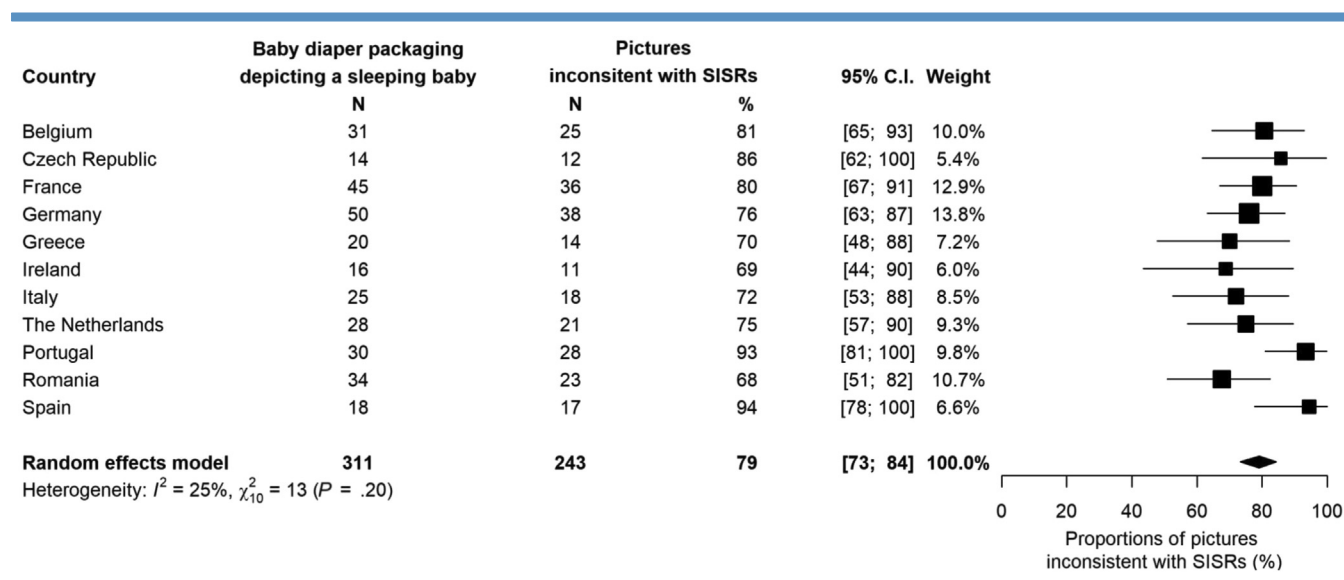 Baby diaper packaging Pictures
Country depicting a sleeping baby inconsitent with SISRs 95% C.I. Weight
N N %
Belgium 31 25 81 [65; 93] 10.0%
Czech Republic 14 12 86 [62; 100] 5.4%
France 45 36 80 [67; 91] 12.9%
Germany 50 38 76 [63; 87] 13.8%
Greece 20 14 70 [48; 88] 7.2%
Ireland 16 11 69 [44; 90] 6.0%
Italy 25 18 72 [53; 88] 8.5%
The Netherlands 28 21 75 [57; 90] 9.3%
Portugal 30 28 93 [81; 100] 9.8%
Romania 34 23 68 [51; 82] 10.7%
Spain 18 17 94 [78; 100] 6.6%
Random effects model 311 243 79 [73; 84] 100.0%
Heterogeneity: I² = 25%, χ²₁₀ = 13 (P = .20)
0 20 40 60 80 100
Proportions of pictures
inconsistent with SISRs (%)